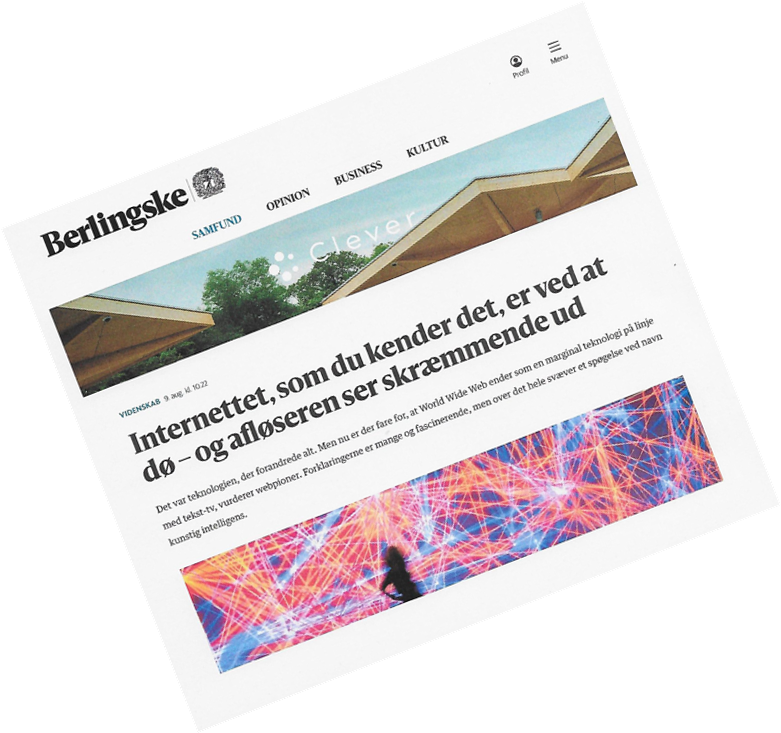 Profil
Menu
Berlingske
SAMFUND
OPINION
BUSINESS
KULTUR
Clever
VIDENSKAB 9. aug. kl. 10.22
Internettet, som du kender det, er ved at
dø – og afløseren ser skræmmende ud
Det var teknologien, der forandrede alt. Men nu er der fare for, at World Wide Web ender som en marginal teknologi på linje
med tekst-tv, vurderer webpioner. Forklaringerne er mange og fascinerende, men over det hele svæver et spøgelse ved navn
kunstig intelligens.